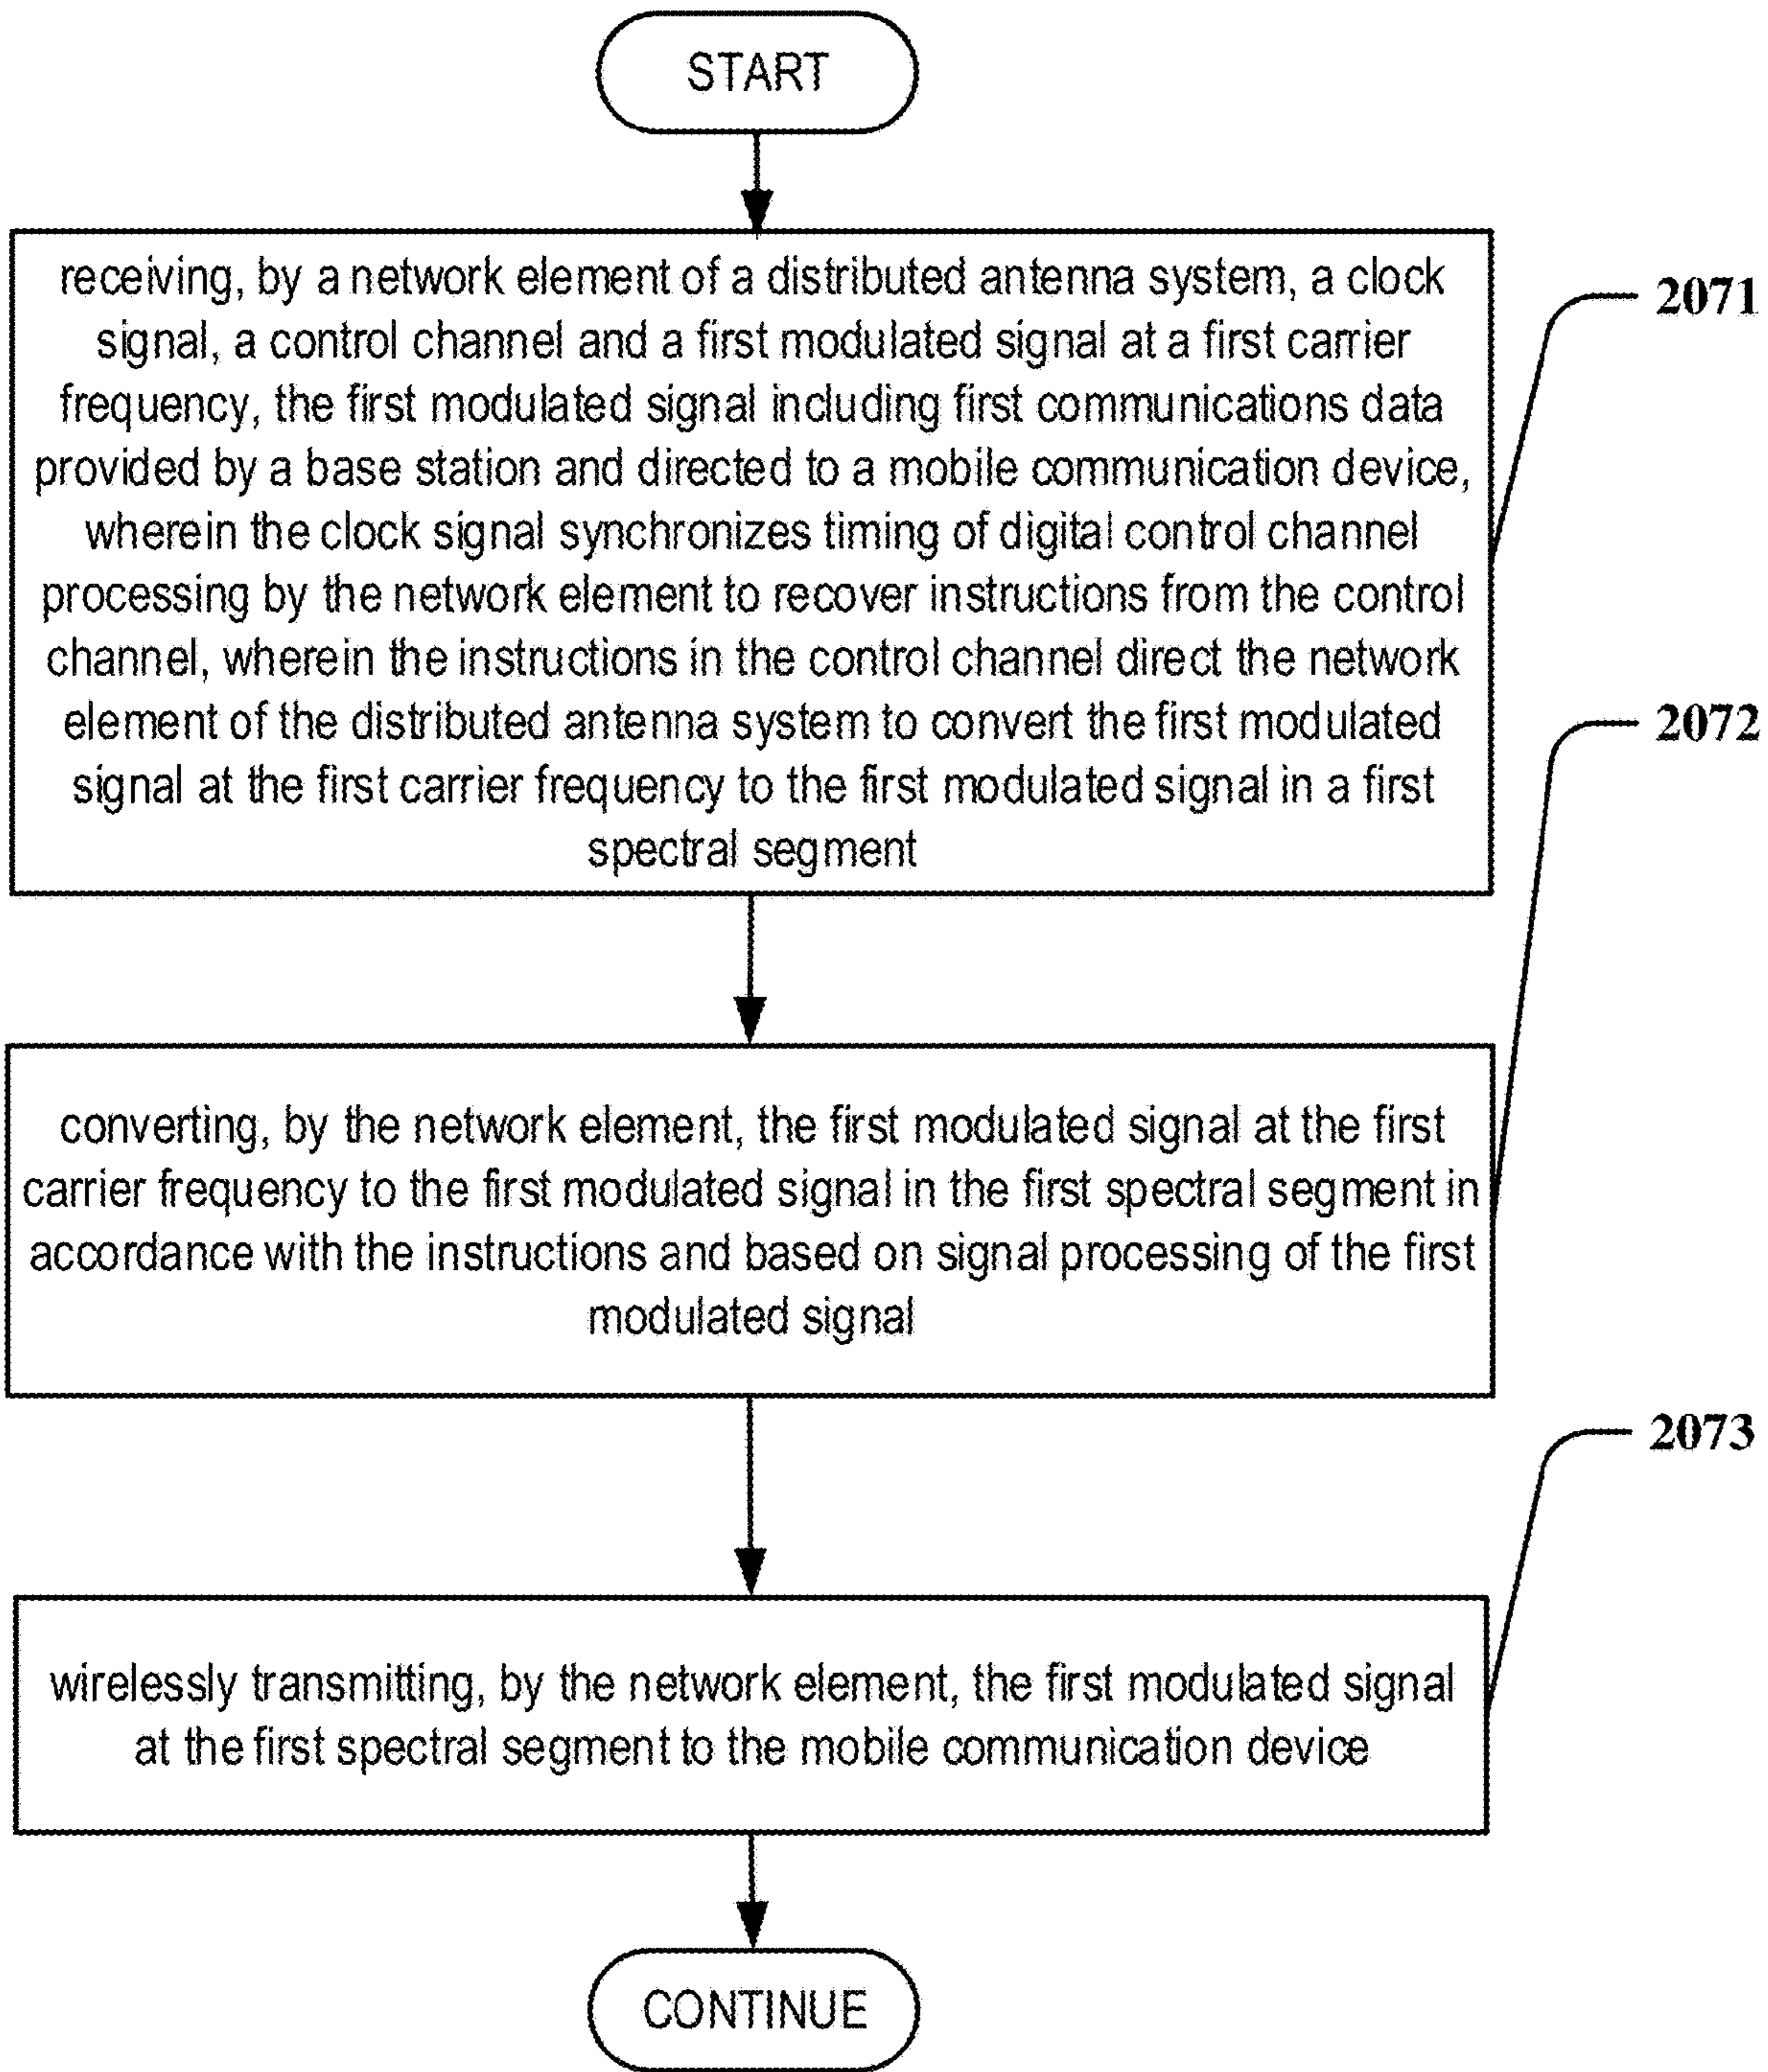 START
receiving, by a network element of a distributed antenna system, a clock
signal, a control channel and a first modulated signal at a first carrier
frequency, the first modulated signal including first communications data
provided by a base station and directed to a mobile communication device,
wherein the clock signal synchronizes timing of digital control channel
processing by the network element to recover instructions from the control
channel, wherein the instructions in the control channel direct the network
element of the distributed antenna system to convert the first modulated
signal at the first carrier frequency to the first modulated signal in a first
spectral segment
2071
2072
converting, by the network element, the first modulated signal at the first
carrier frequency to the first modulated signal in the first spectral segment in
accordance with the instructions and based on signal processing of the first
modulated signal
2073
wirelessly transmitting, by the network element, the first modulated signal
at the first spectral segment to the mobile communication device
CONTINUE